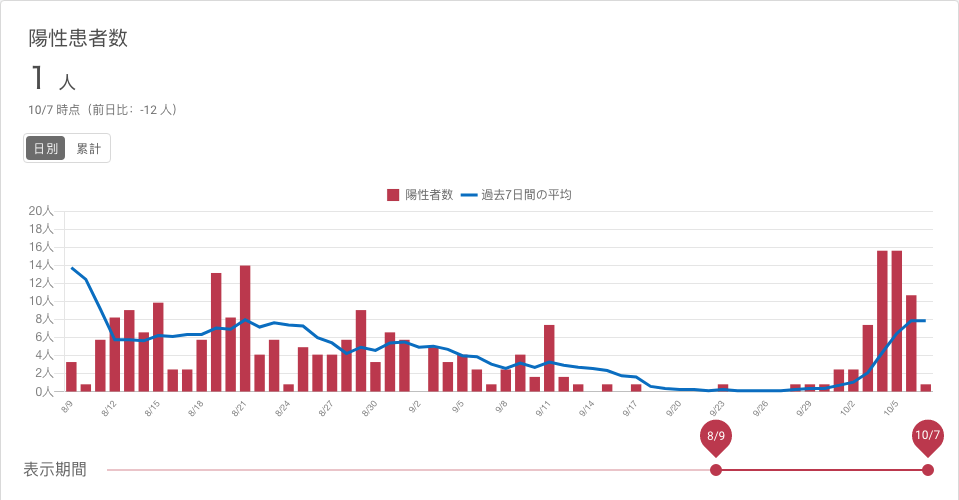 陽性患者数
1 人
10/7 時点（前日比：-12 人）
日別 累計
陽性者数 過去7日間の平均
20人
18人
16人
14人
12人
10人
8人
6人
4人
2人
0人
8/9 8/12 8/15 8/18 8/21 8/24 8/27 8/30 9/2 9/5 9/8 9/11 9/14 9/17 9/20 9/23 9/26 9/29 10/2 10/5
8/9 10/7
表示期間